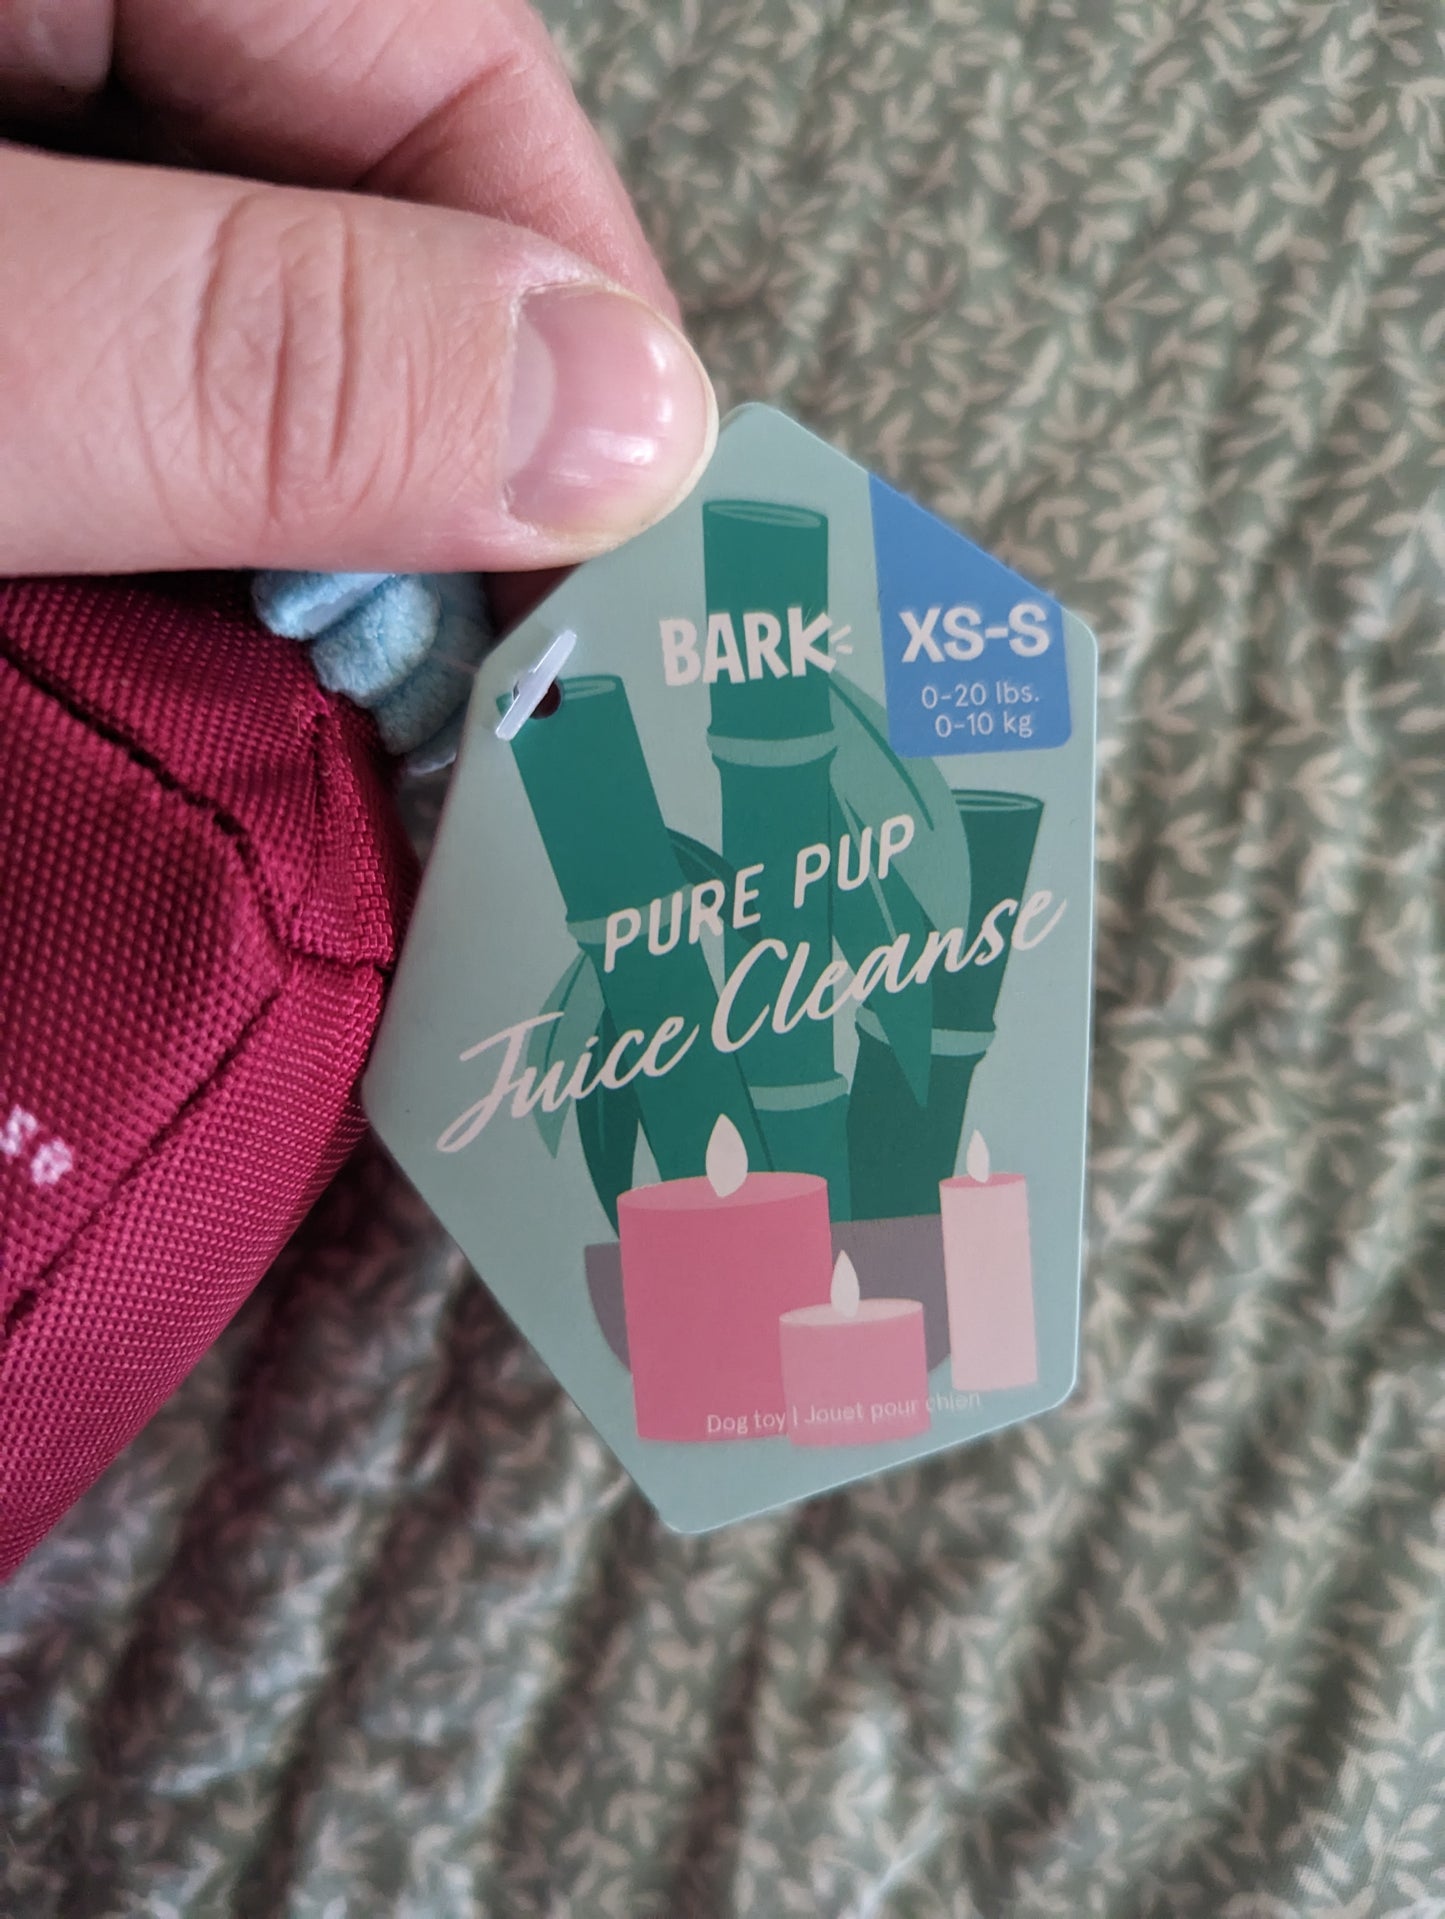 BARK
XS-S
0-20 lbs.
0-10 kg
PURE PUP
Juice Cleanse
Dog toy | Jouet pour chien